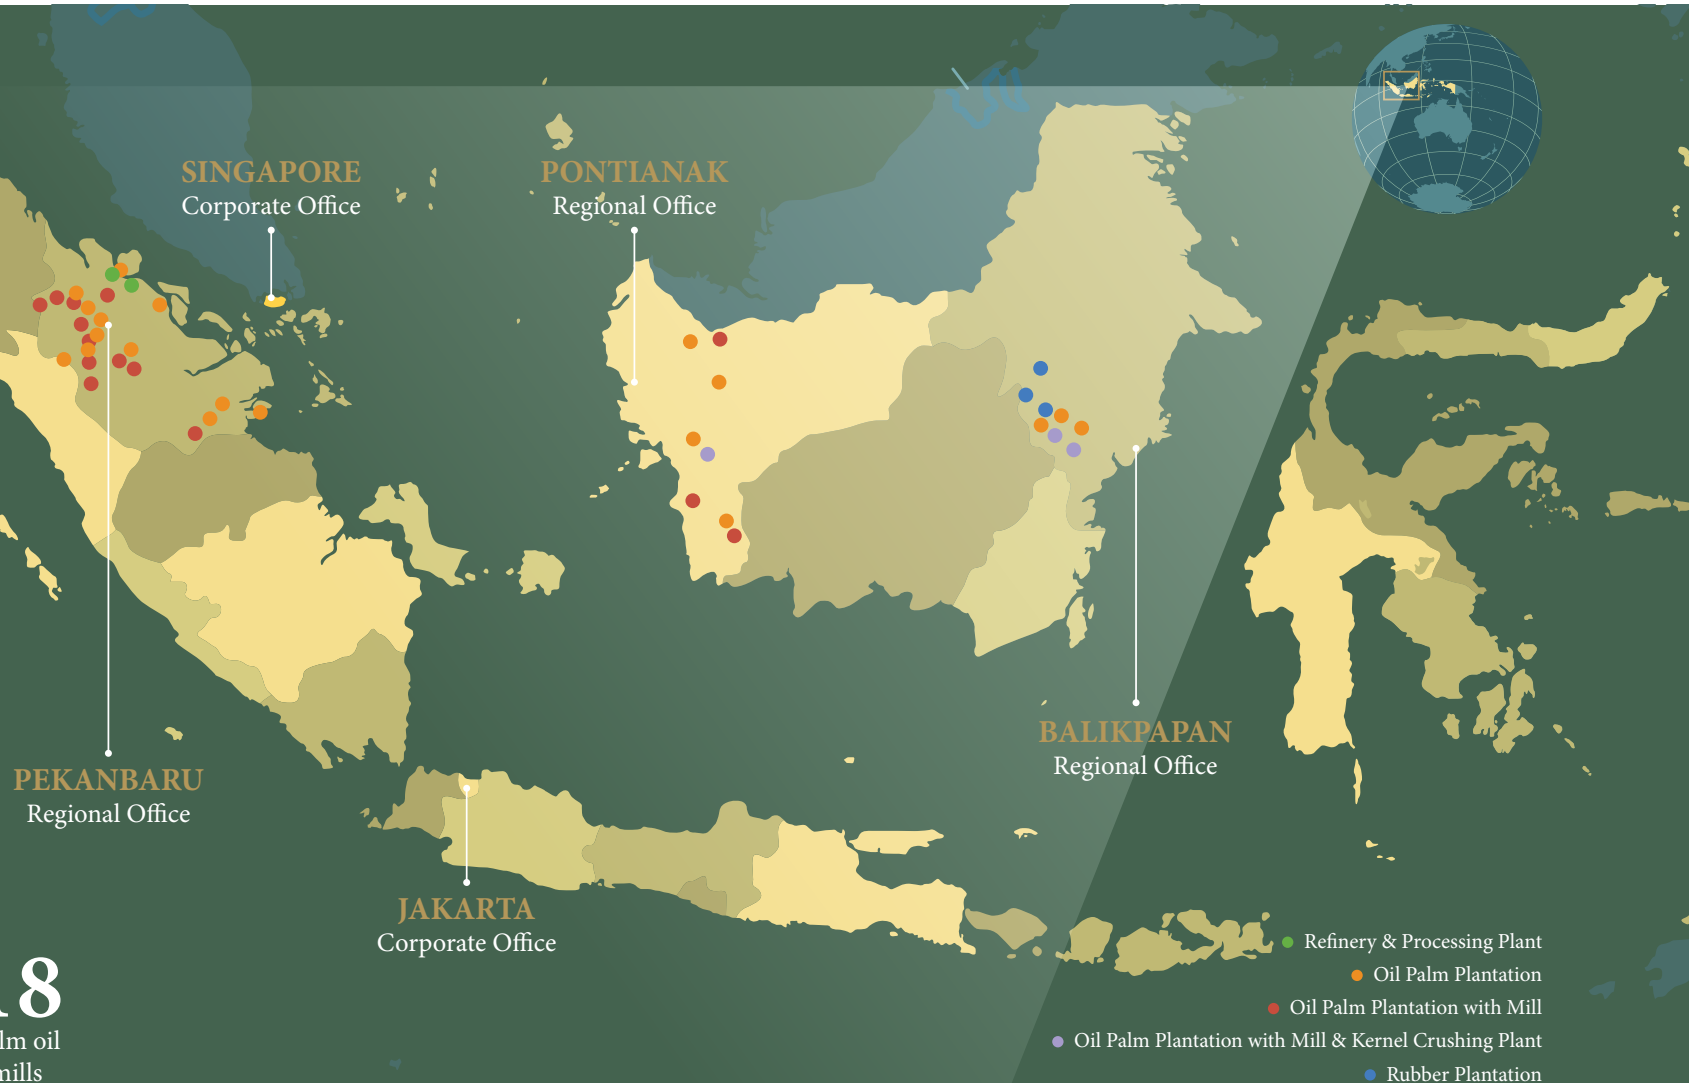 SINGAPORE
Corporate Office
PONTIANAK
Regional Office
BALIKPAPAN
Regional Office
PEKANBARU
Regional Office
JAKARTA
Corporate Office
18
lm oil
mills
Refinery & Processing Plant
Oil Palm Plantation
Oil Palm Plantation with Mill
Oil Palm Plantation with Mill & Kernel Crushing Plant
Rubber Plantation